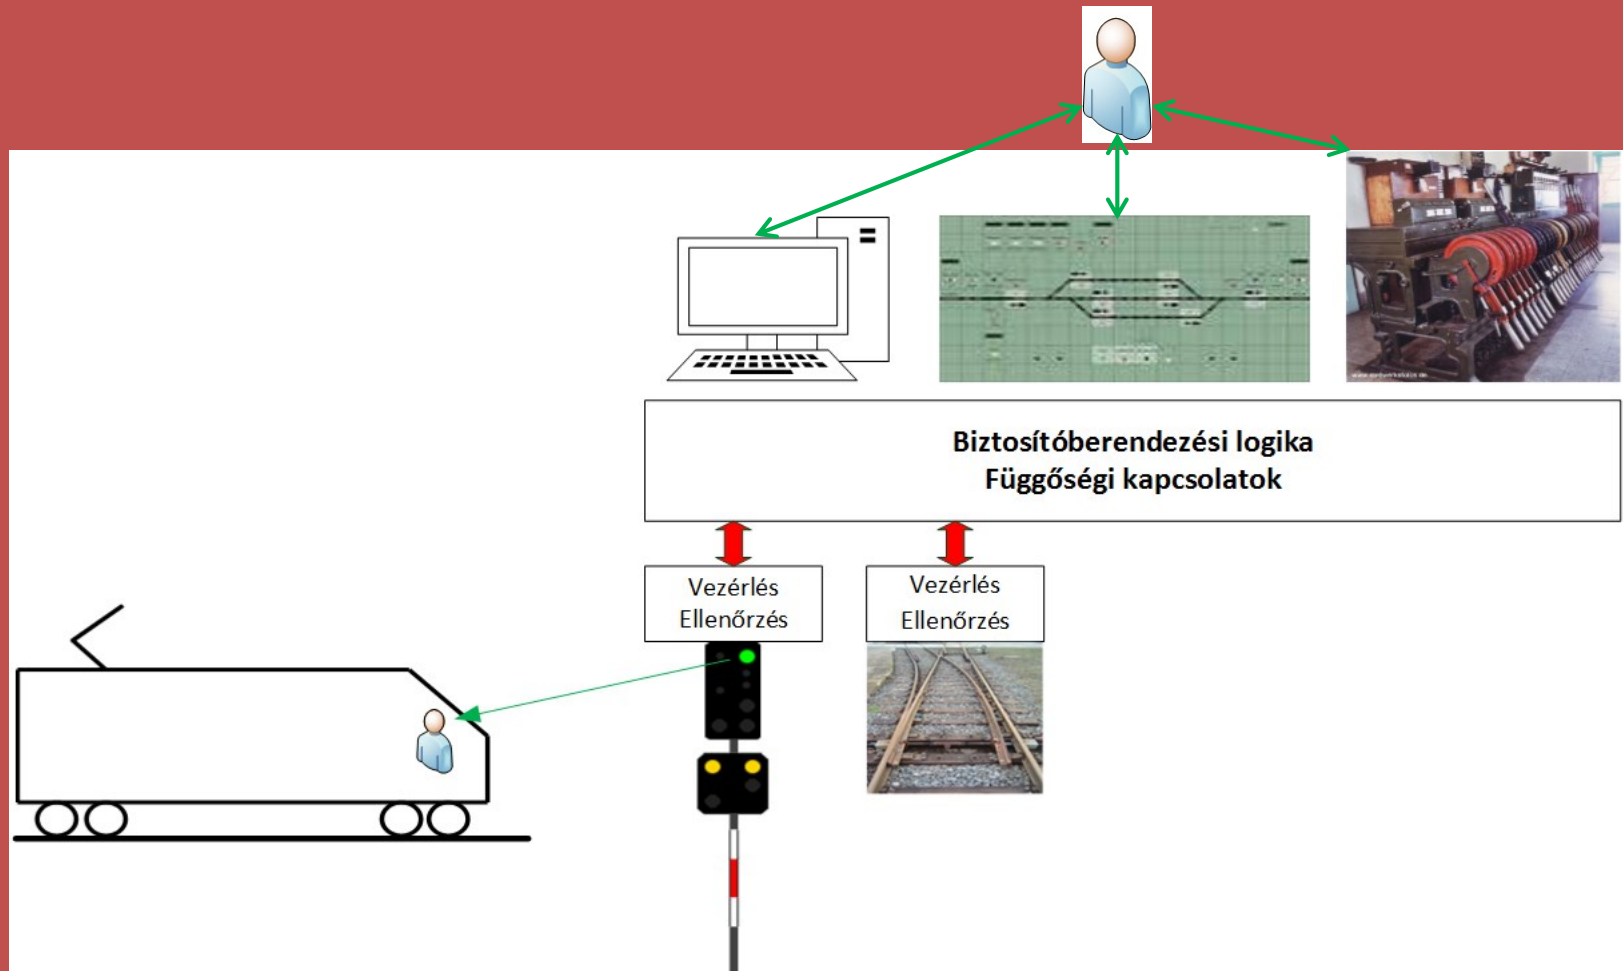 Biztosítóberendezési logika
Függőségi kapcsolatok
Vezérlés
Ellenőrzés
Vezérlés
Ellenőrzés